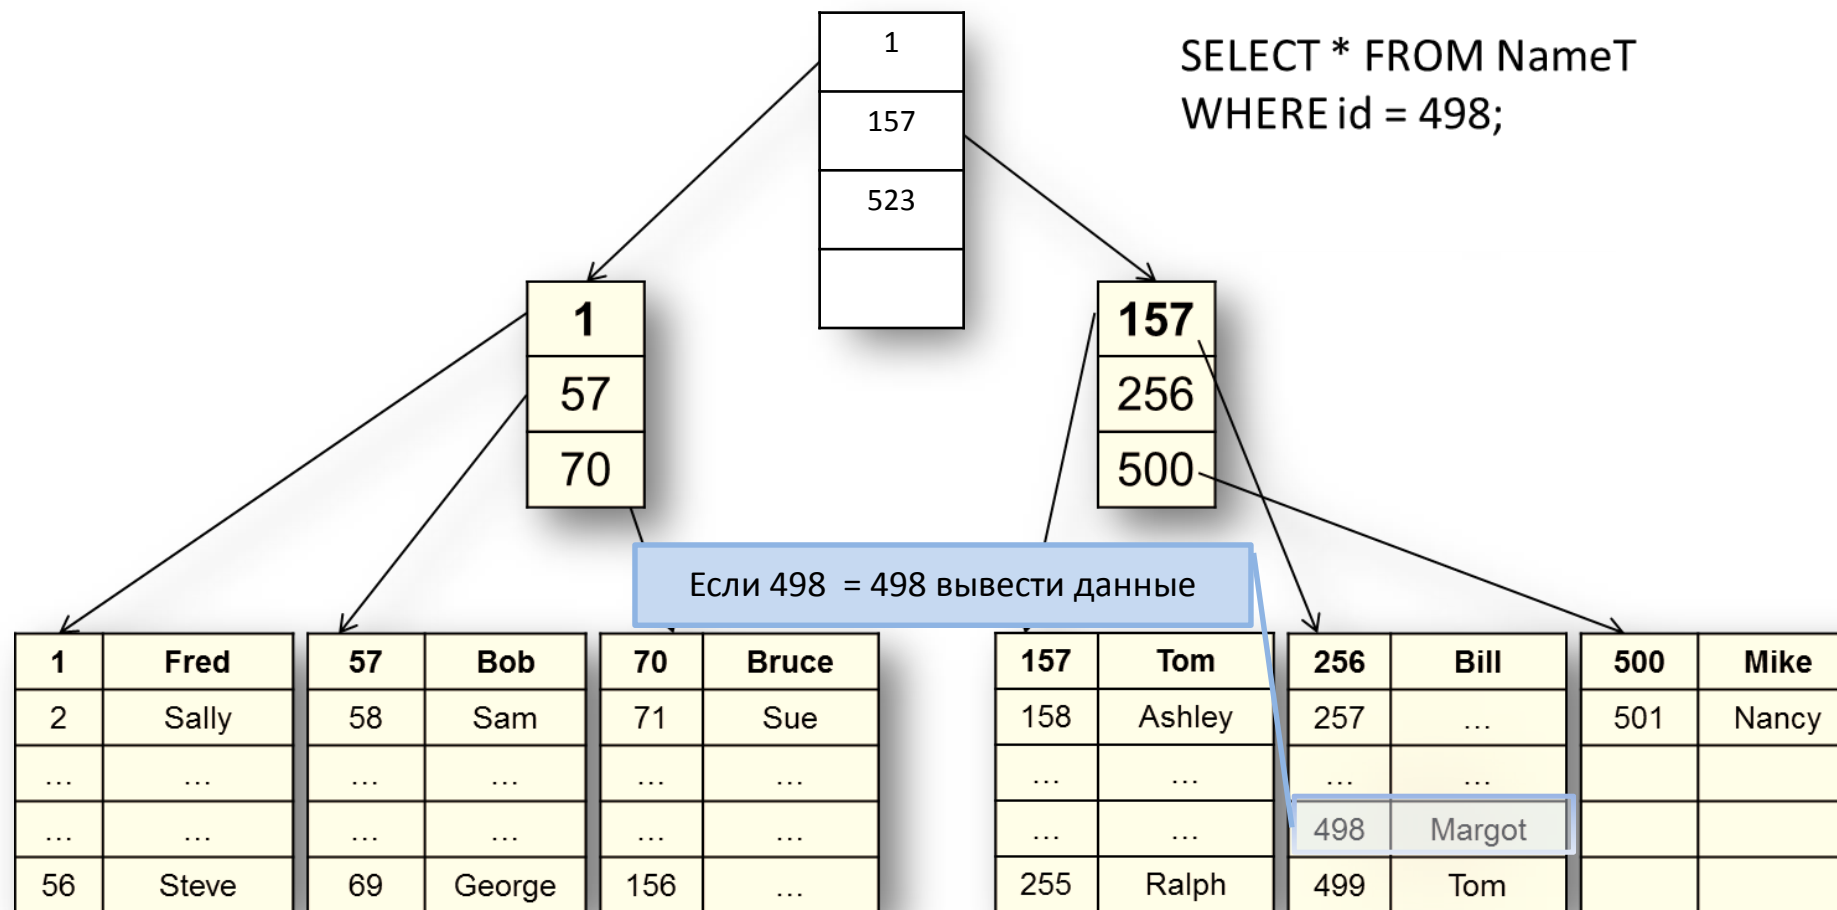 1
157
523
SELECT * FROM NameT
WHERE id = 498;
1
57
70
157
256
500
Если 498 = 498 вывести данные
1 Fred
2 Sally
... ...
... ...
56 Steve
57 Bob
58 Sam
... ...
... ...
69 George
70 Bruce
71 Sue
... ...
... ...
156 ...
157 Tom
158 Ashley
... ...
... ...
255 Ralph
256 Bill
257 ...
... ...
498 Margot
499 Tom
500 Mike
501 Nancy